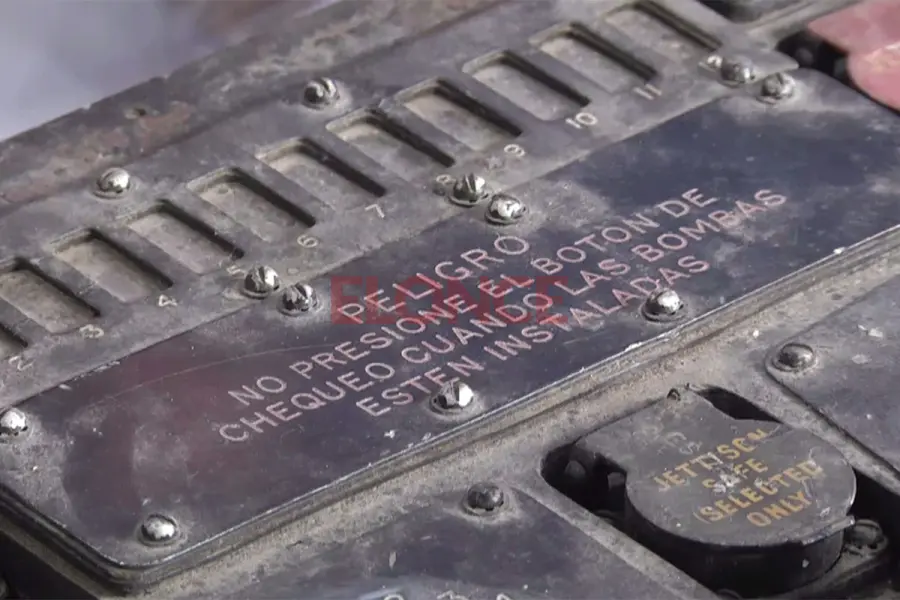 2 3 4 5 6 7 8 9 10 11
PELIGRO
NO PRESIONE EL BOTON DE
CHEQUEO CUANDO LAS BOMBAS
ESTEN INSTALADAS
ELONCE
JETTISON
SAFE
(SELECTED
ONLY